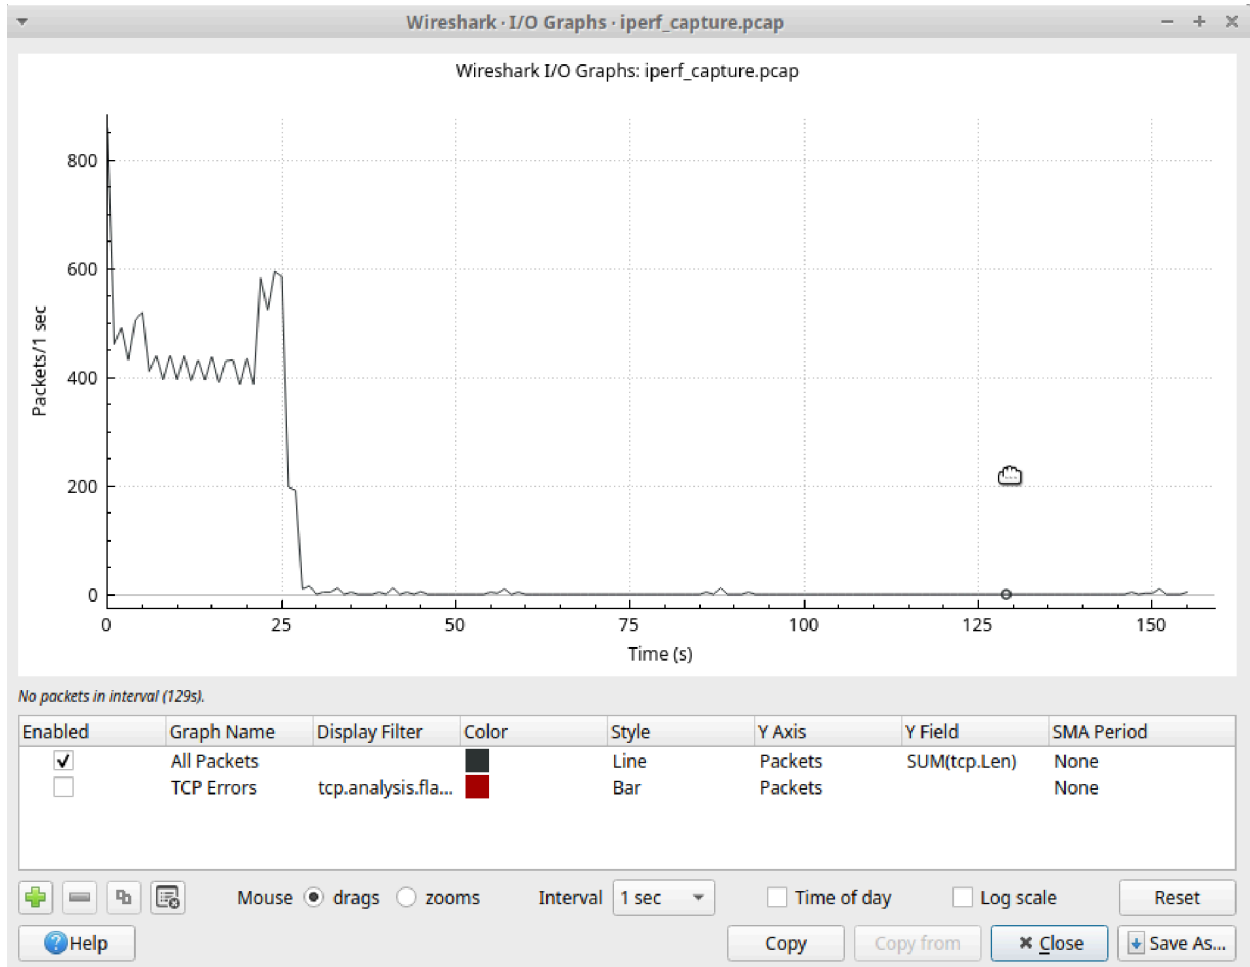 Wireshark · I/O Graphs · iperf_capture.pcap
Wireshark I/O Graphs: iperf_capture.pcap
800
600
400
200
0
Packets/1 sec
0 25 50 75 100 125 150
Time (s)
No packets in interval (129s).
Enabled Graph Name Display Filter Color Style Y Axis Y Field SMA Period
All Packets Line Packets SUM(tcp.Len) None
TCP Errors tcp.analysis.fla... Bar Packets None
Mouse drags zooms Interval 1 sec Time of day Log scale Reset
Help Copy Copy from Close Save As...